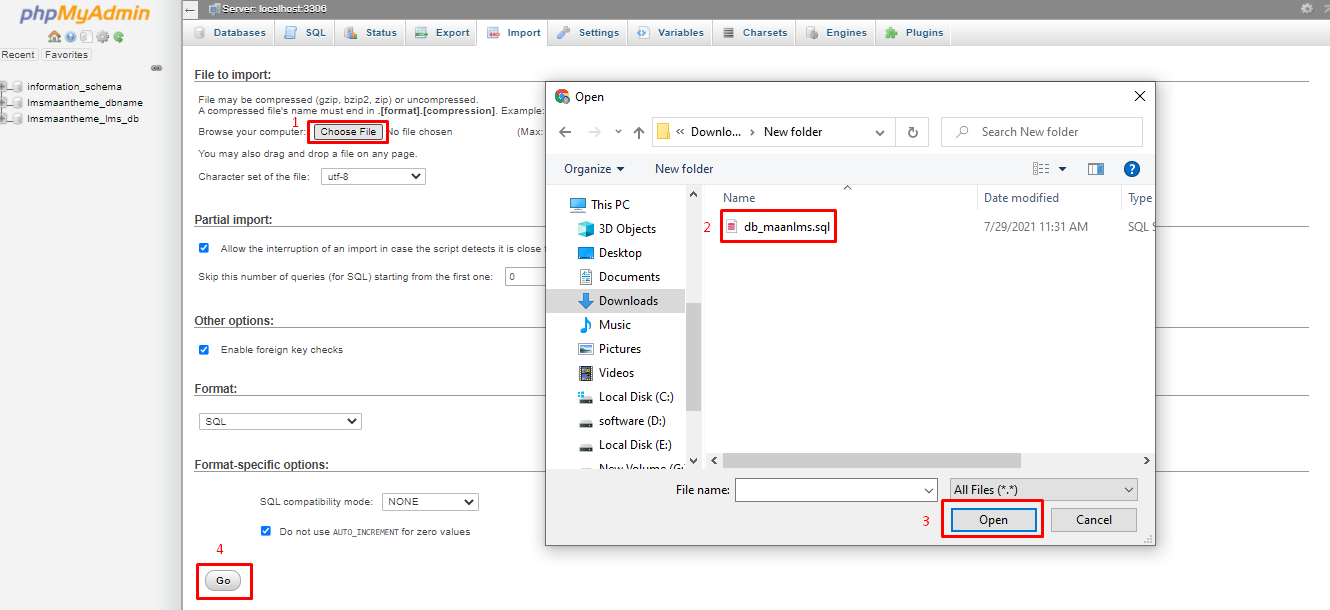 phpMyAdmin
Recent Favorites
information_schema
lmsmaantheme_dbname
lmsmaantheme_lms_db
Server: localhost:3306
Databases SQL Status Export Import Settings Variables Charsets Engines Plugins
File to import:
File may be compressed (gzip, bzip2, zip) or uncompressed.
A compressed file's name must end in .[format].[compression]. Example:
1
Browse your computer: Choose File No file chosen (Max:
You may also drag and drop a file on any page.
Character set of the file: utf-8
Partial import:
Allow the interruption of an import in case the script detects it is close
Skip this number of queries (for SQL) starting from the first one: 0
Other options:
Enable foreign key checks
Format:
SQL
Format-specific options:
SQL compatibility mode: NONE
Do not use AUTO_INCREMENT for zero values
4
Go
Open
« Downlo... › New folder
Search New folder
Organize New folder
?
This PC
3D Objects
Desktop
Documents
Downloads
Music
Pictures
Videos
Local Disk (C:)
software (D:)
Local Disk (E:)
Name Date modified Type
2
db_maanlms.sql 7/29/2021 11:31 AM SQL
File name: All Files (*.*)
3
Open Cancel